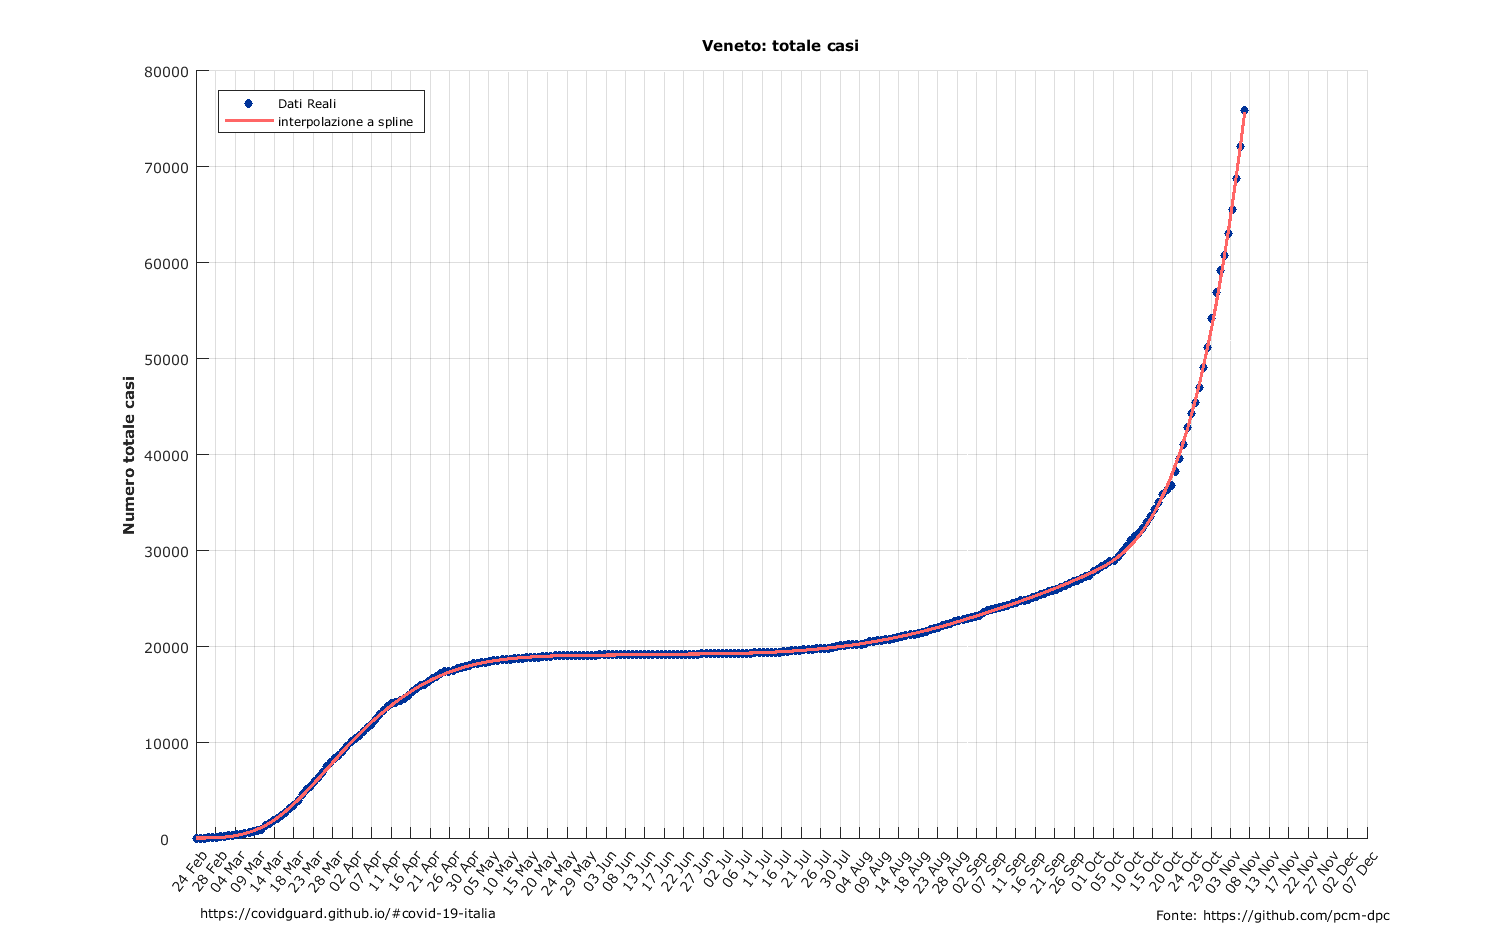 Veneto: totale casi
80000
70000
60000
50000
40000
30000
20000
10000
0
Numero totale casi
Dati Reali
interpolazione a spline
24 Feb
28 Feb
04 Mar
09 Mar
14 Mar
18 Mar
23 Mar
28 Mar
02 Apr
07 Apr
11 Apr
16 Apr
21 Apr
26 Apr
30 Apr
05 May
10 May
15 May
20 May
24 May
29 May
03 Jun
08 Jun
13 Jun
17 Jun
22 Jun
27 Jun
02 Jul
06 Jul
11 Jul
16 Jul
21 Jul
26 Jul
30 Jul
04 Aug
09 Aug
14 Aug
18 Aug
23 Aug
28 Aug
02 Sep
07 Sep
11 Sep
16 Sep
21 Sep
26 Sep
01 Oct
05 Oct
10 Oct
15 Oct
20 Oct
24 Oct
29 Oct
03 Nov
08 Nov
13 Nov
17 Nov
22 Nov
27 Nov
02 Dec
07 Dec
https://covidguard.github.io/#covid-19-italia
Fonte: https://github.com/pcm-dpc